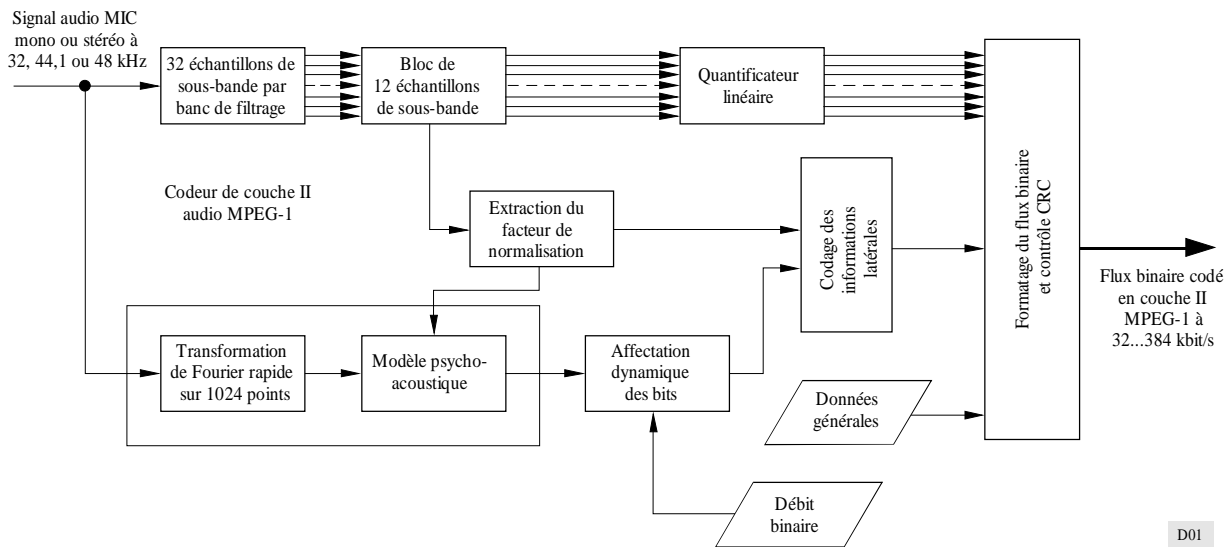 Signal audio MIC
mono ou stéréo à
32, 44,1 ou 48 kHz
32 échantillons de
sous-bande par
banc de filtrage
Bloc de
12 échantillons
de sous-bande
Quantificateur
linéaire
Codeur de couche II
audio MPEG-1
Extraction du
facteur de
normalisation
Codage des
informations
latérales
Formatage du flux binaire
et contrôle CRC
Flux binaire codé
en couche II
MPEG-1 à
32...384 kbit/s
Transformation
de Fourier rapide
sur 1024 points
Modèle psycho-
acoustique
Affectation
dynamique
des bits
Données
générales
Débit
binaire
D01